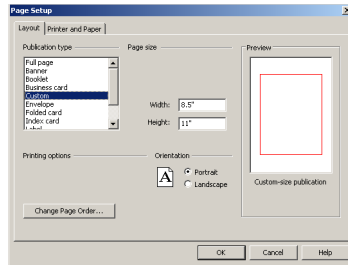 Page Setup
Layout
Printer and Paper
Publication type
Full page
Banner
Booklet
Business card
Custom
Envelope
Folded card
Index card
Label
Page size
Width: 8.5"
Height: 11"
Preview
Custom-size publication
Printing options
Orientation
A
Portrait
Landscape
Change Page Order...
OK
Cancel
Help